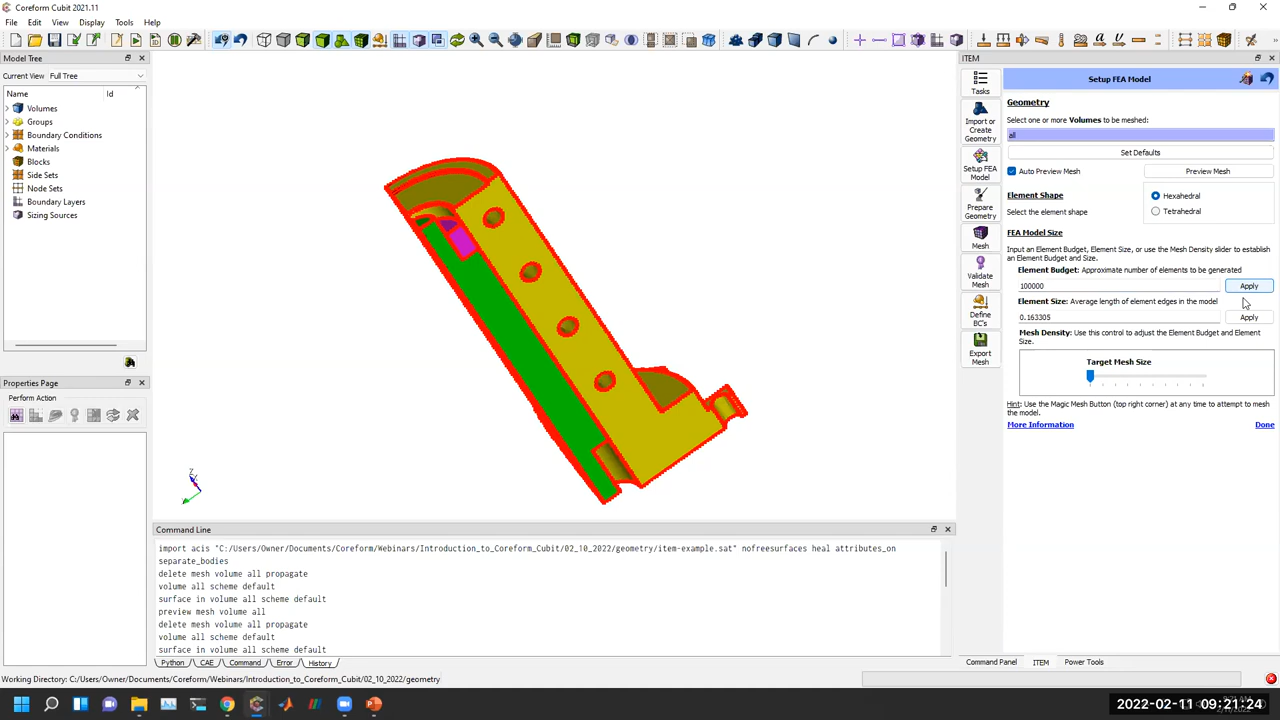 Coreform Cubit 2021.11
File Edit View Display Tools Help
Model Tree
Current View Full Tree
Name Id
Volumes
Groups
Boundary Conditions
Materials
Blocks
Side Sets
Node Sets
Boundary Layers
Sizing Sources
Properties Page
Perform Action
Z
Command Line
import acis "C:/Users/Owner/Documents/Coreform/Webinars/Introduction_to_Coreform_Cubit/02_10_2022/geometry/item-example.sat" nofreesurfaces heal attributes_on
separate_bodies
delete mesh volume all propagate
volume all scheme default
surface in volume all scheme default
preview mesh volume all
delete mesh volume all propagate
volume all scheme default
surface in volume all scheme default
Python CAE Command Error History
Working Directory: C:/Users/Owner/Documents/Coreform/Webinars/Introduction_to_Coreform_Cubit/02_10_2022/geometry
ITEM
Tasks
Import or
Create
Geometry
Setup FEA
Model
Prepare
Geometry
Mesh
Validate
Mesh
Define
BC's
Export
Mesh
Setup FEA Model
Geometry
Select one or more Volumes to be meshed:
all
Set Defaults
Auto Preview Mesh
Preview Mesh
Element Shape
Select the element shape
Hexahedral
Tetrahedral
FEA Model Size
Input an Element Budget, Element Size, or use the Mesh Density slider to establish
an Element Budget and Size.
Element Budget: Approximate number of elements to be generated
100000 Apply
Element Size: Average length of element edges in the model
0.163305 Apply
Mesh Density: Use this control to adjust the Element Budget and Element
Size.
Target Mesh Size
Hint: Use the Magic Mesh Button (top right corner) at any time to attempt to mesh
the model.
More Information Done
Command Panel ITEM Power Tools
2022-02-11 09:21:24